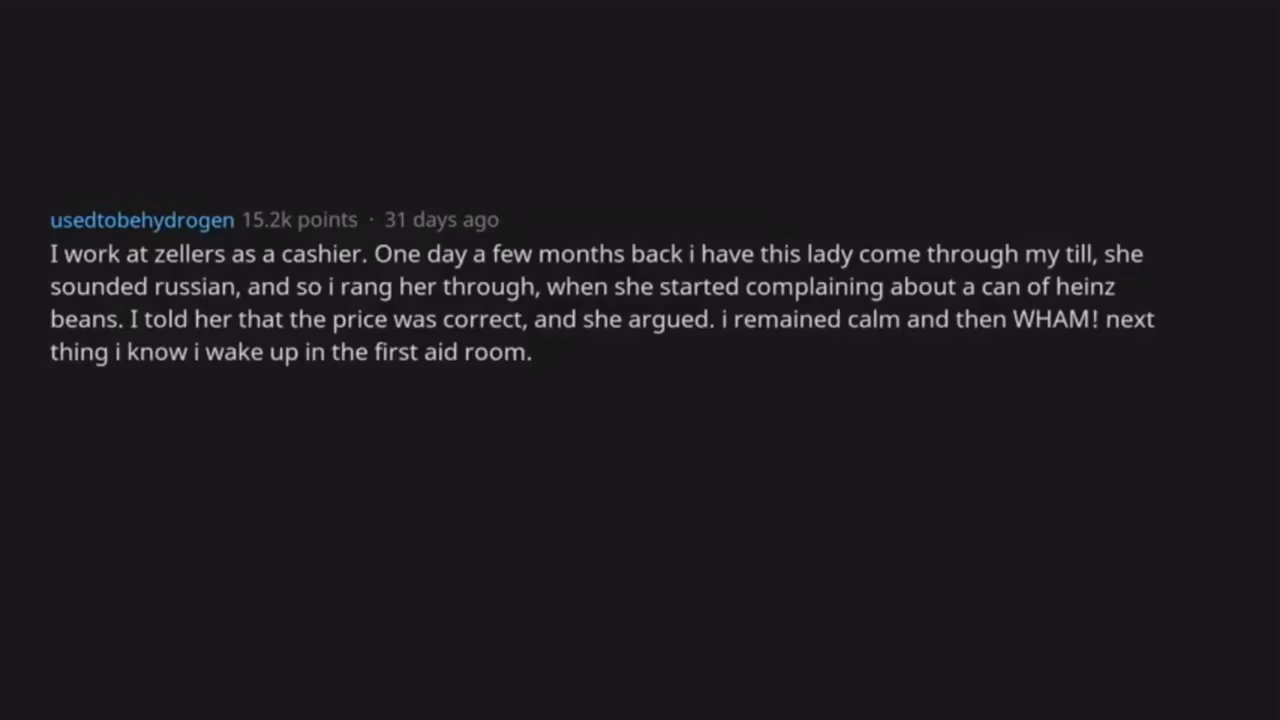 usedtobehydrogen 15.2k points · 31 days ago
I work at zellers as a cashier. One day a few months back i have this lady come through my till, she
sounded russian, and so i rang her through, when she started complaining about a can of heinz
beans. I told her that the price was correct, and she argued. i remained calm and then WHAM! next
thing i know i wake up in the first aid room.